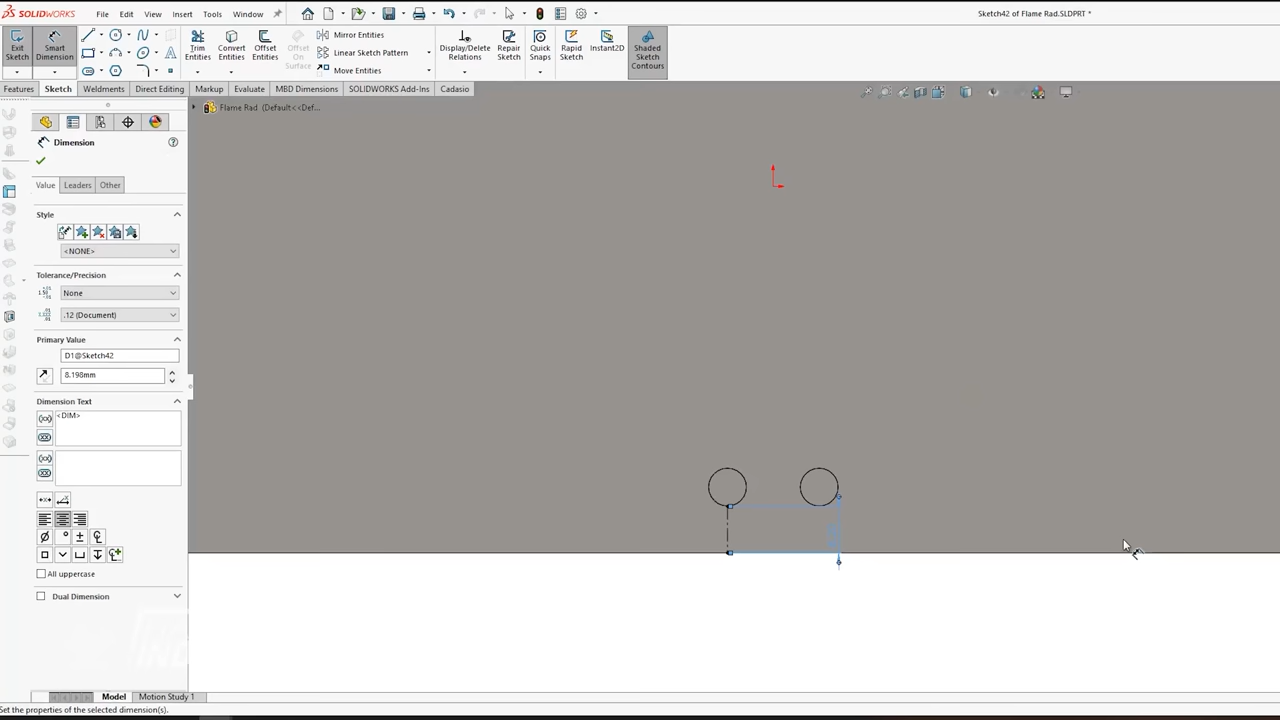 SOLIDWORKS File Edit View Insert Tools Window Sketch42 of Flame Rad.SLDPRT *
Exit Sketch Smart Dimension Trim Entities Convert Entities Offset Entities Offset On Surface Mirror Entities Linear Sketch Pattern Move Entities Display/Delete Relations Repair Sketch Quick Snaps Rapid Sketch Instant2D Shaded Sketch Contours
Features Sketch Weldments Direct Editing Markup Evaluate MBD Dimensions SOLIDWORKS Add-Ins Cadasio
Flame Rad (Default<<Def...
Dimension
Value Leaders Other
Style
<NONE>
Tolerance/Precision
None
.12 (Document)
Primary Value
D1@Sketch42
8.198mm
Dimension Text
<DIM>
All uppercase
Dual Dimension
Model Motion Study 1
Set the properties of the selected dimension(s).